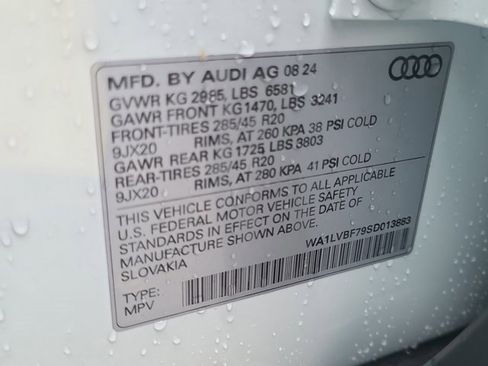 MFD. BY AUDI AG 08 24
GVWR KG 2985, LBS 6581
GAWR FRONT KG1470, LBS 3241
FRONT-TIRES 285/45 R20
9JX20 RIMS, AT 260 KPA 38 PSI COLD
GAWR REAR KG1725 LBS 3803
REAR-TIRES 285/45 R20
9JX20 RIMS, AT 280 KPA 41 PSI COLD
THIS VEHICLE CONFORMS TO ALL APPLICABLE
U.S. FEDERAL MOTOR VEHICLE SAFETY
STANDARDS IN EFFECT ON THE DATE OF
MANUFACTURE SHOWN ABOVE.
SLOVAKIA
WA1LVBF79SD013883
TYPE:
MPV